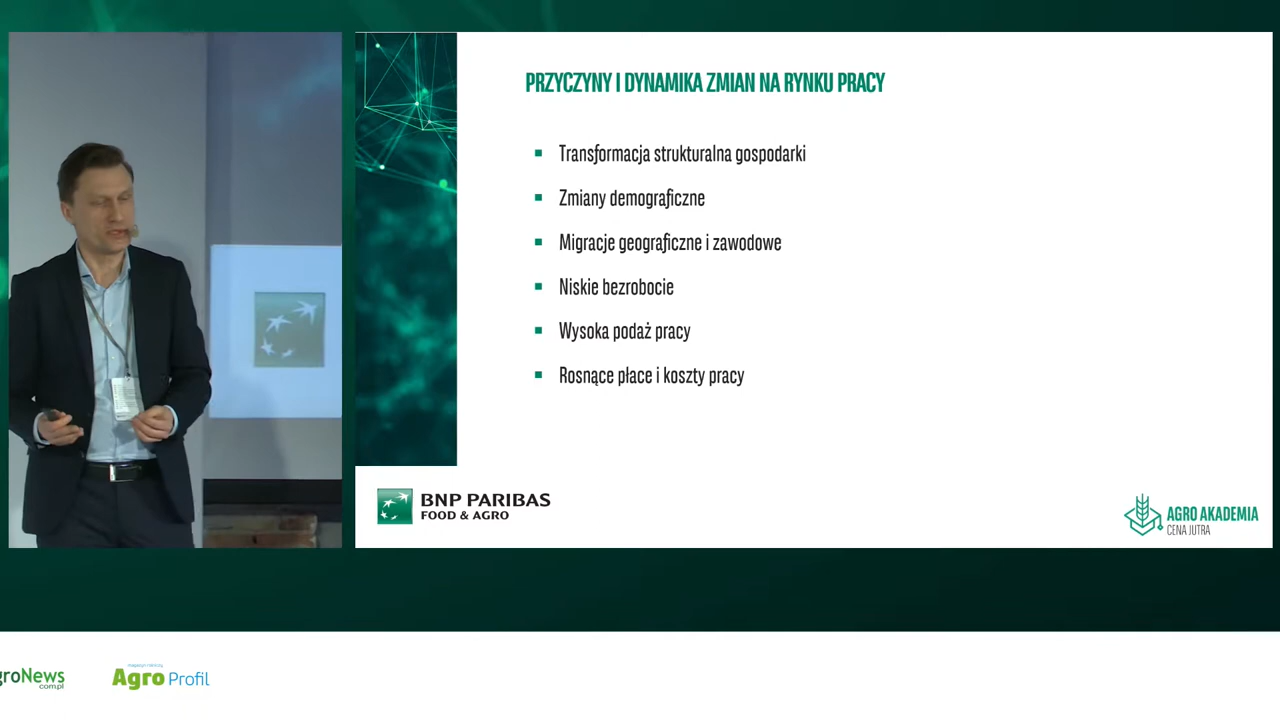 PRZYCZYNY I DYNAMIKA ZMIAN NA RYNKU PRACY
Transformacja strukturalna gospodarki
Zmiany demograficzne
Migracje geograficzne i zawodowe
Niskie bezrobocie
Wysoka podaż pracy
Rosnące płace i koszty pracy
BNP PARIBAS
FOOD & AGRO
AGRO AKADEMIA
CENA JUTRA
groNews
com.pl
Agro Profil